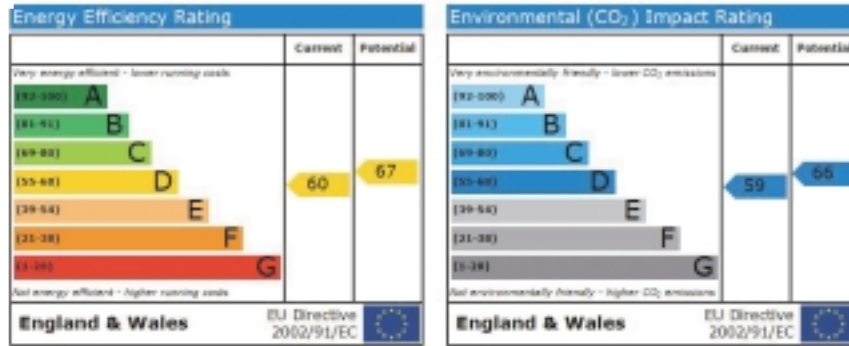 Energy Efficiency Rating
Current Potential
Very energy efficient - lower running costs
(92-100) A
(81-91) B
(69-80) C
(55-68) D
60
67
(39-54) E
(21-38) F
(1-20) G
Not energy efficient - higher running costs
England & Wales
EU Directive
2002/91/EC
Environmental (CO₂) Impact Rating
Current Potential
Very environmentally friendly - lower CO₂ emissions
(92-100) A
(81-91) B
(69-80) C
(55-68) D
59
66
(39-54) E
(21-38) F
(1-20) G
Not environmentally friendly - higher CO₂ emissions
England & Wales
EU Directive
2002/91/EC